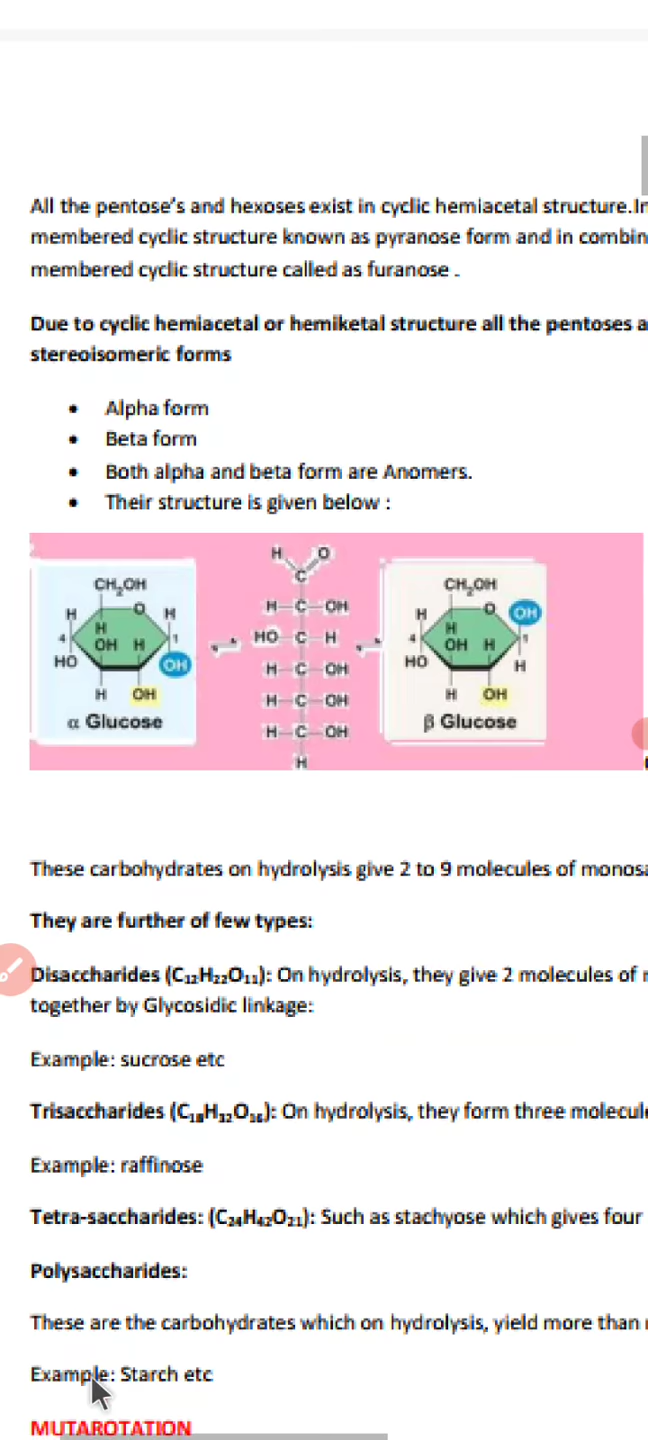 All the pentose's and hexoses exist in cyclic hemiacetal structure.In
membered cyclic structure known as pyranose form and in combin
membered cyclic structure called as furanose .
Due to cyclic hemiacetal or hemiketal structure all the pentoses a
stereoisomeric forms
• Alpha form
• Beta form
• Both alpha and beta form are Anomers.
• Their structure is given below :
CH₂OH
H O H
4 H 1
OH H
HO OH
H OH
α Glucose
H O
C
H–C–OH
HO–C–H
H–C–OH
H–C–OH
H–C–OH
H
CH₂OH
H O OH
4 H 1
OH H
HO H
H OH
β Glucose
These carbohydrates on hydrolysis give 2 to 9 molecules of monosa
They are further of few types:
Disaccharides (C₁₂H₂₂O₁₁): On hydrolysis, they give 2 molecules of
together by Glycosidic linkage:
Example: sucrose etc
Trisaccharides (C₁₈H₃₂O₁₆): On hydrolysis, they form three molecul
Example: raffinose
Tetra-saccharides: (C₂₄H₄₂O₂₁): Such as stachyose which gives four
Polysaccharides:
These are the carbohydrates which on hydrolysis, yield more than
Example: Starch etc
MUTAROTATION